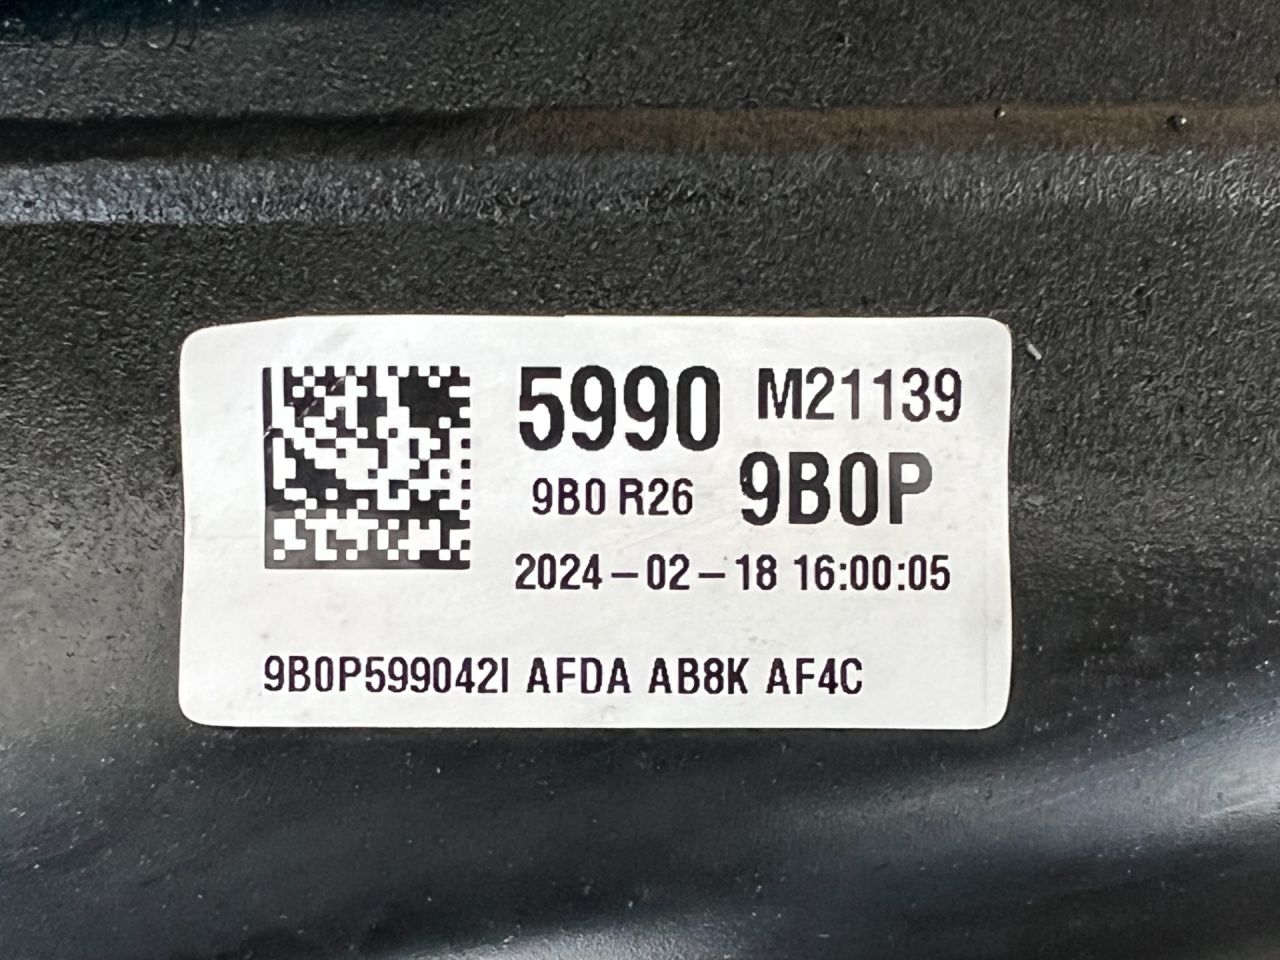 5990 M21139
9B0 R26 9B0P
2024-02-18 16:00:05
9B0P599042I AFDA AB8K AF4C